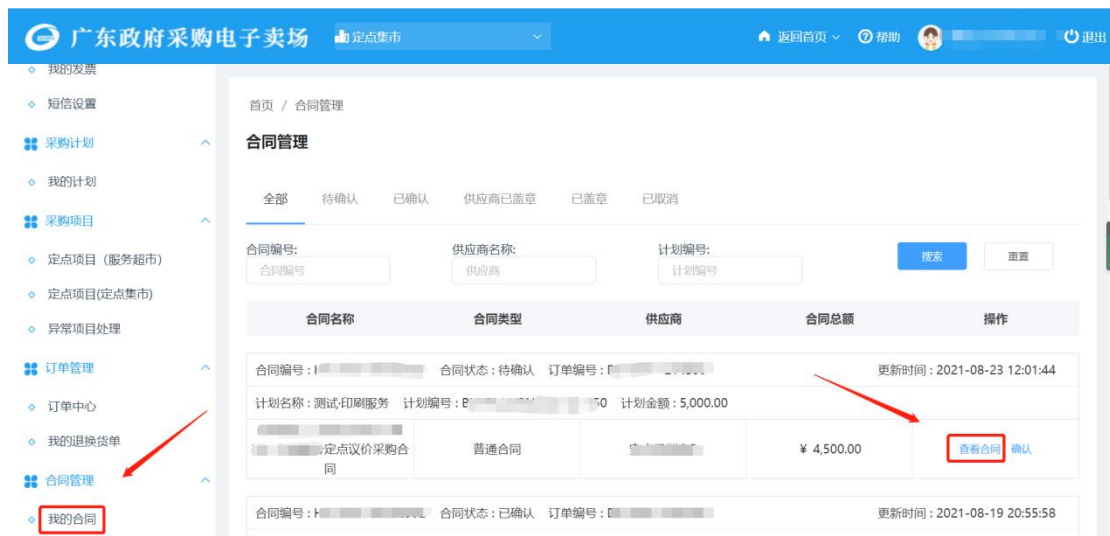 广东政府采购电子卖场
定点集市
返回首页
帮助
退出
我的发票
短信设置
采购计划
我的计划
采购项目
定点项目（服务超市）
定点项目(定点集市)
异常项目处理
订单管理
订单中心
我的退换货单
合同管理
我的合同
首页 / 合同管理
合同管理
全部 待确认 已确认 供应商已盖章 已盖章 已取消
合同编号: 供应商名称: 计划编号:
合同编号 供应商 计划编号 搜索 重置
合同名称 合同类型 供应商 合同总额 操作
合同编号： 合同状态：待确认 订单编号： 更新时间：2021-08-23 12:01:44
计划名称：测试-印刷服务 计划编号： 50 计划金额：5,000.00
定点议价采购合同 普通合同 ¥ 4,500.00 查看合同 确认
合同编号： 合同状态：已确认 订单编号： 更新时间：2021-08-19 20:55:58